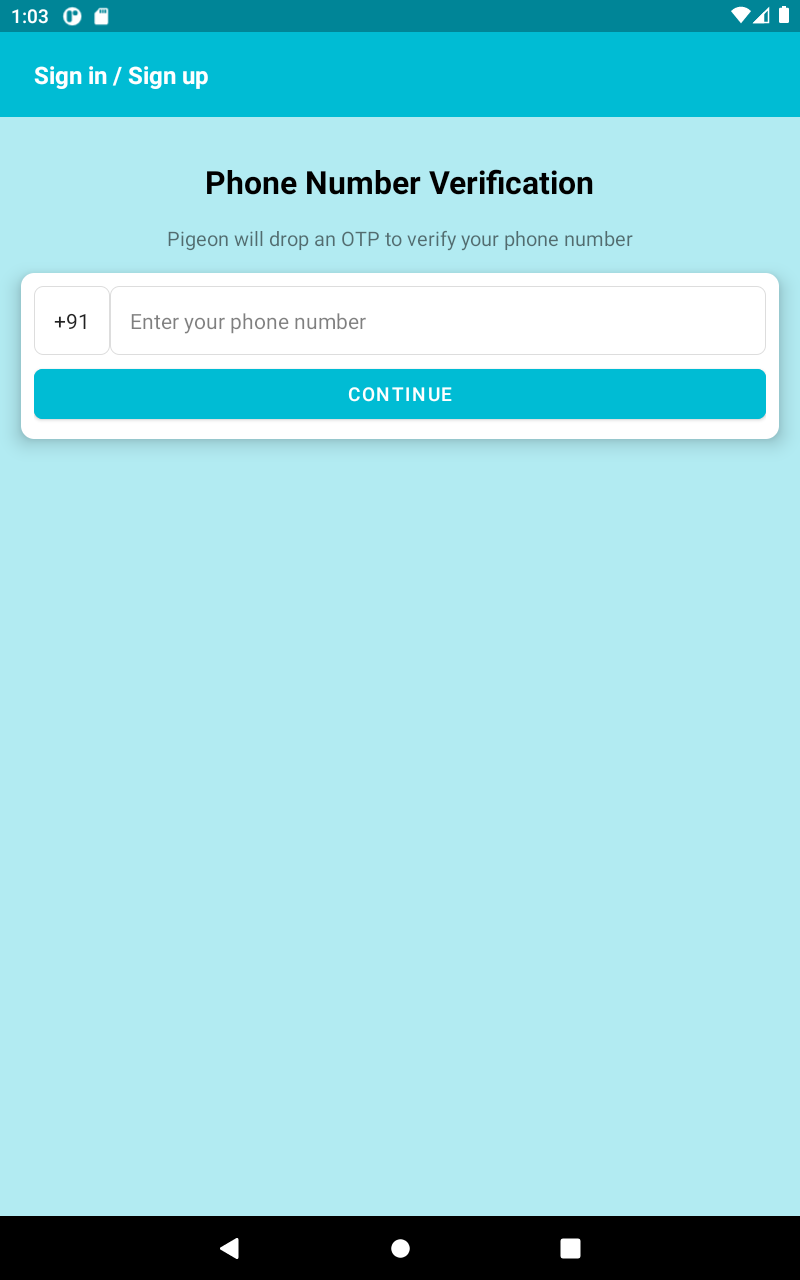 1:03
Sign in / Sign up
Phone Number Verification
Pigeon will drop an OTP to verify your phone number
+91
Enter your phone number
CONTINUE